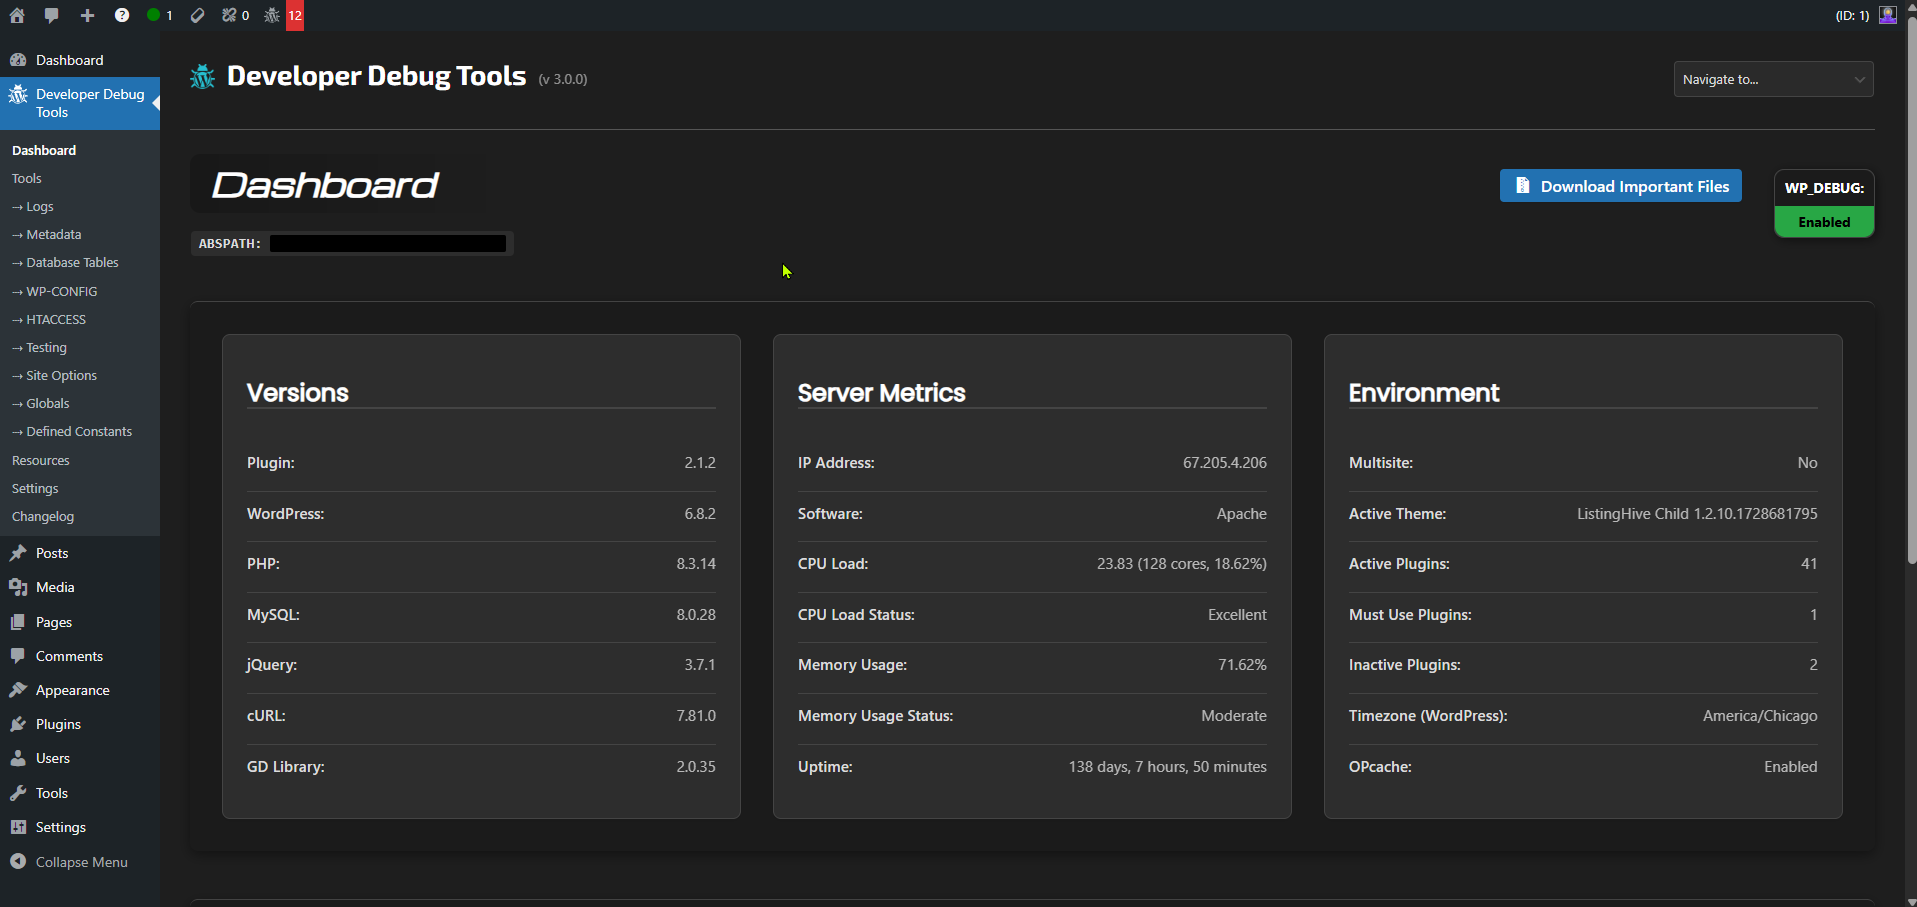 1
0
12
(ID: 1)
Dashboard
Developer Debug
Tools
Dashboard
Tools
→ Logs
→ Metadata
→ Database Tables
→ WP-CONFIG
→ HTACCESS
→ Testing
→ Site Options
→ Globals
→ Defined Constants
Resources
Settings
Changelog
Posts
Media
Pages
Comments
Appearance
Plugins
Users
Tools
Settings
Collapse Menu
Developer Debug Tools (v 3.0.0)
Navigate to...
Dashboard
Download Important Files
WP_DEBUG:
Enabled
ABSPATH:
Versions
Plugin: 2.1.2
WordPress: 6.8.2
PHP: 8.3.14
MySQL: 8.0.28
jQuery: 3.7.1
cURL: 7.81.0
GD Library: 2.0.35
Server Metrics
IP Address: 67.205.4.206
Software: Apache
CPU Load: 23.83 (128 cores, 18.62%)
CPU Load Status: Excellent
Memory Usage: 71.62%
Memory Usage Status: Moderate
Uptime: 138 days, 7 hours, 50 minutes
Environment
Multisite: No
Active Theme: ListingHive Child 1.2.10.1728681795
Active Plugins: 41
Must Use Plugins: 1
Inactive Plugins: 2
Timezone (WordPress): America/Chicago
OPcache: Enabled